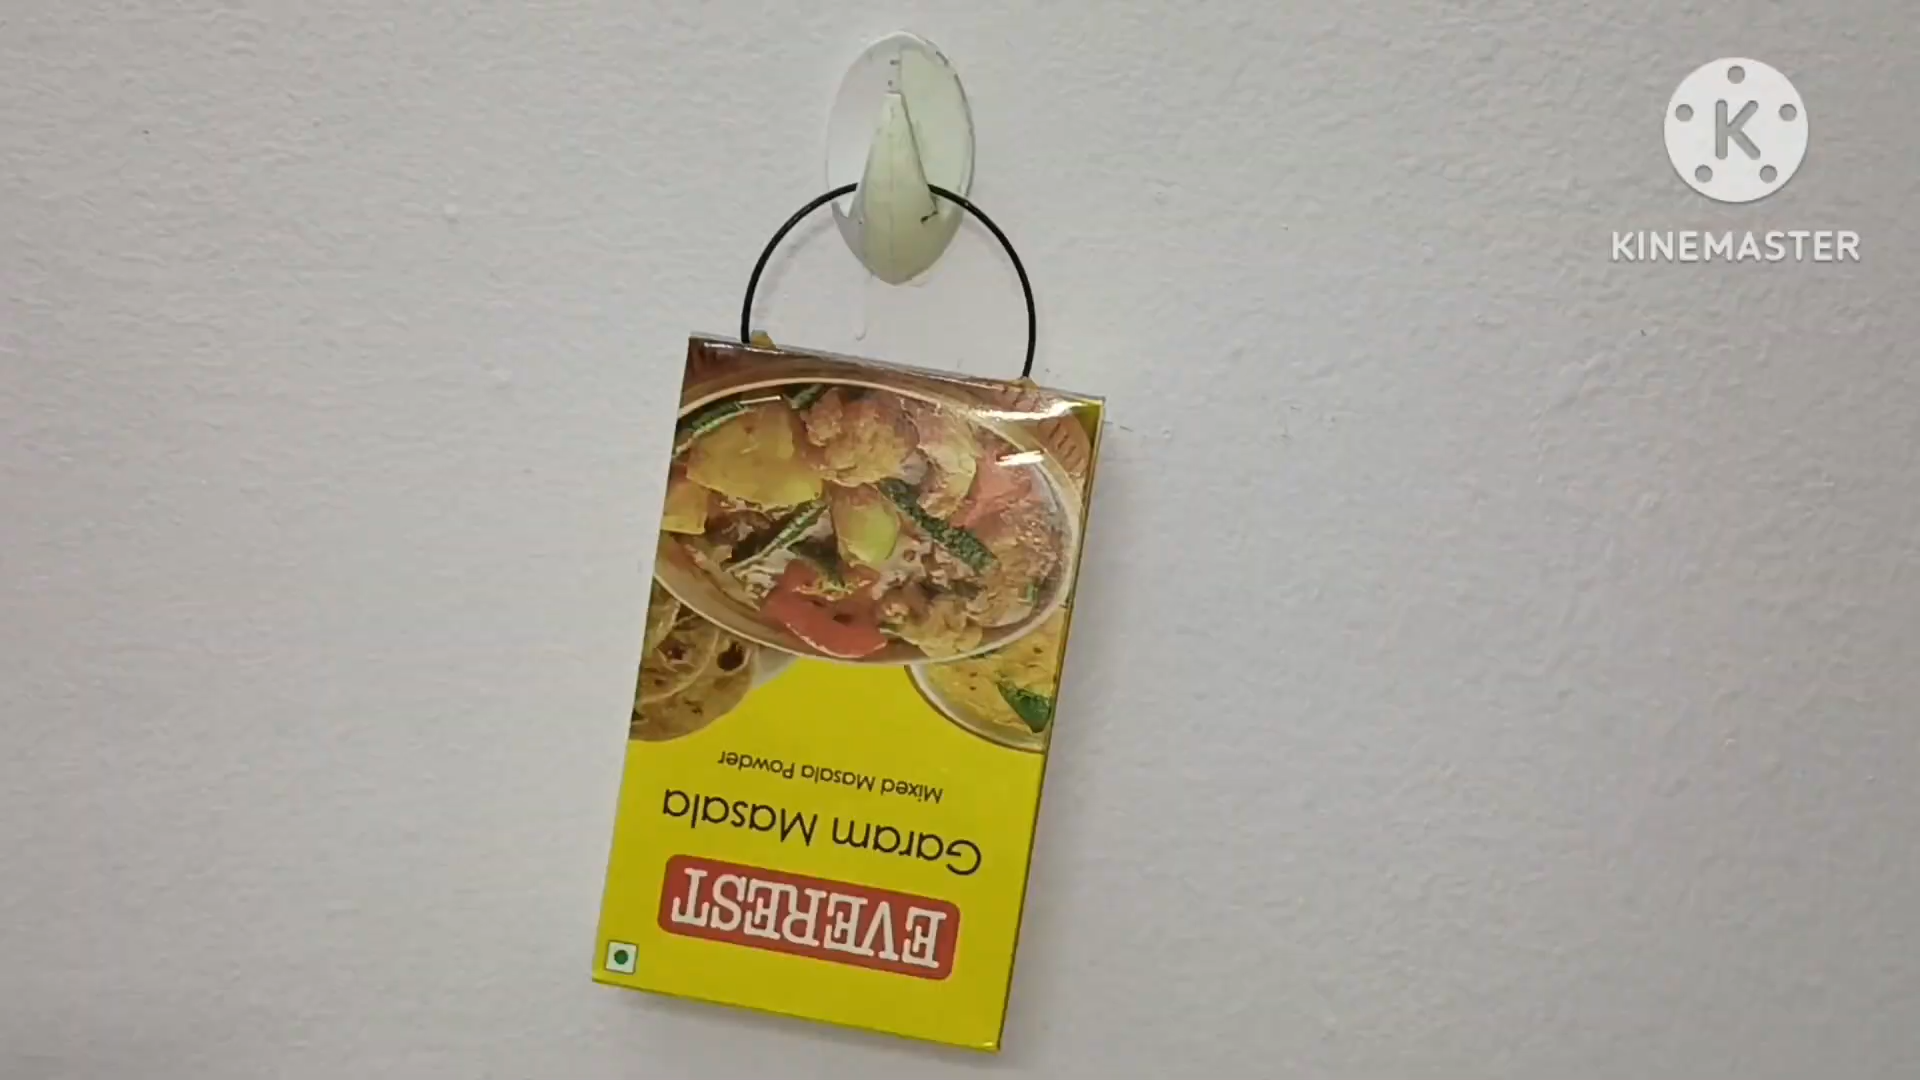 K
KINEMASTER
EVEREST
Garam Masala
Mixed Masala Powder